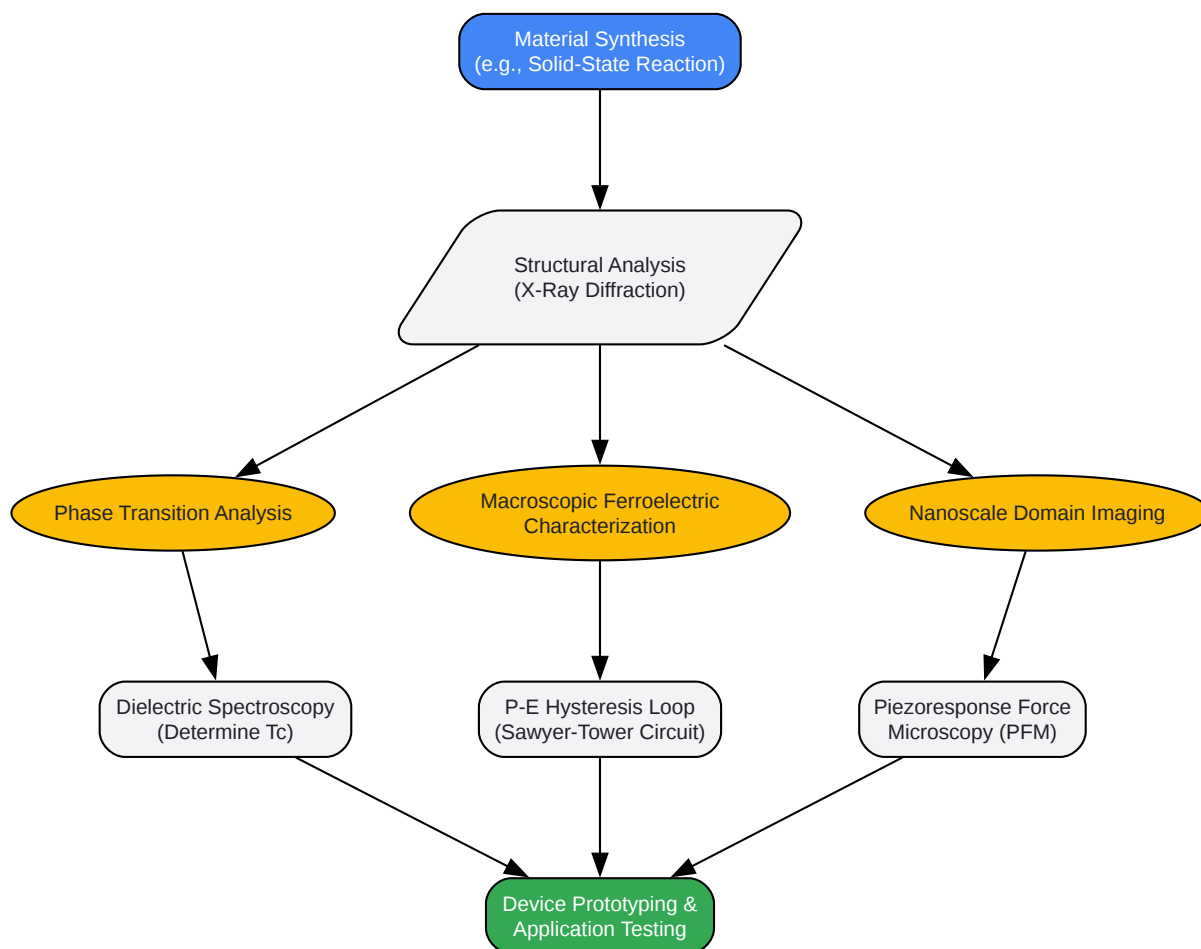 Material Synthesis
(e.g., Solid-State Reaction)
Structural Analysis
(X-Ray Diffraction)
Phase Transition Analysis
Macroscopic Ferroelectric
Characterization
Nanoscale Domain Imaging
Dielectric Spectroscopy
(Determine Tc)
P-E Hysteresis Loop
(Sawyer-Tower Circuit)
Piezoresponse Force
Microscopy (PFM)
Device Prototyping &
Application Testing